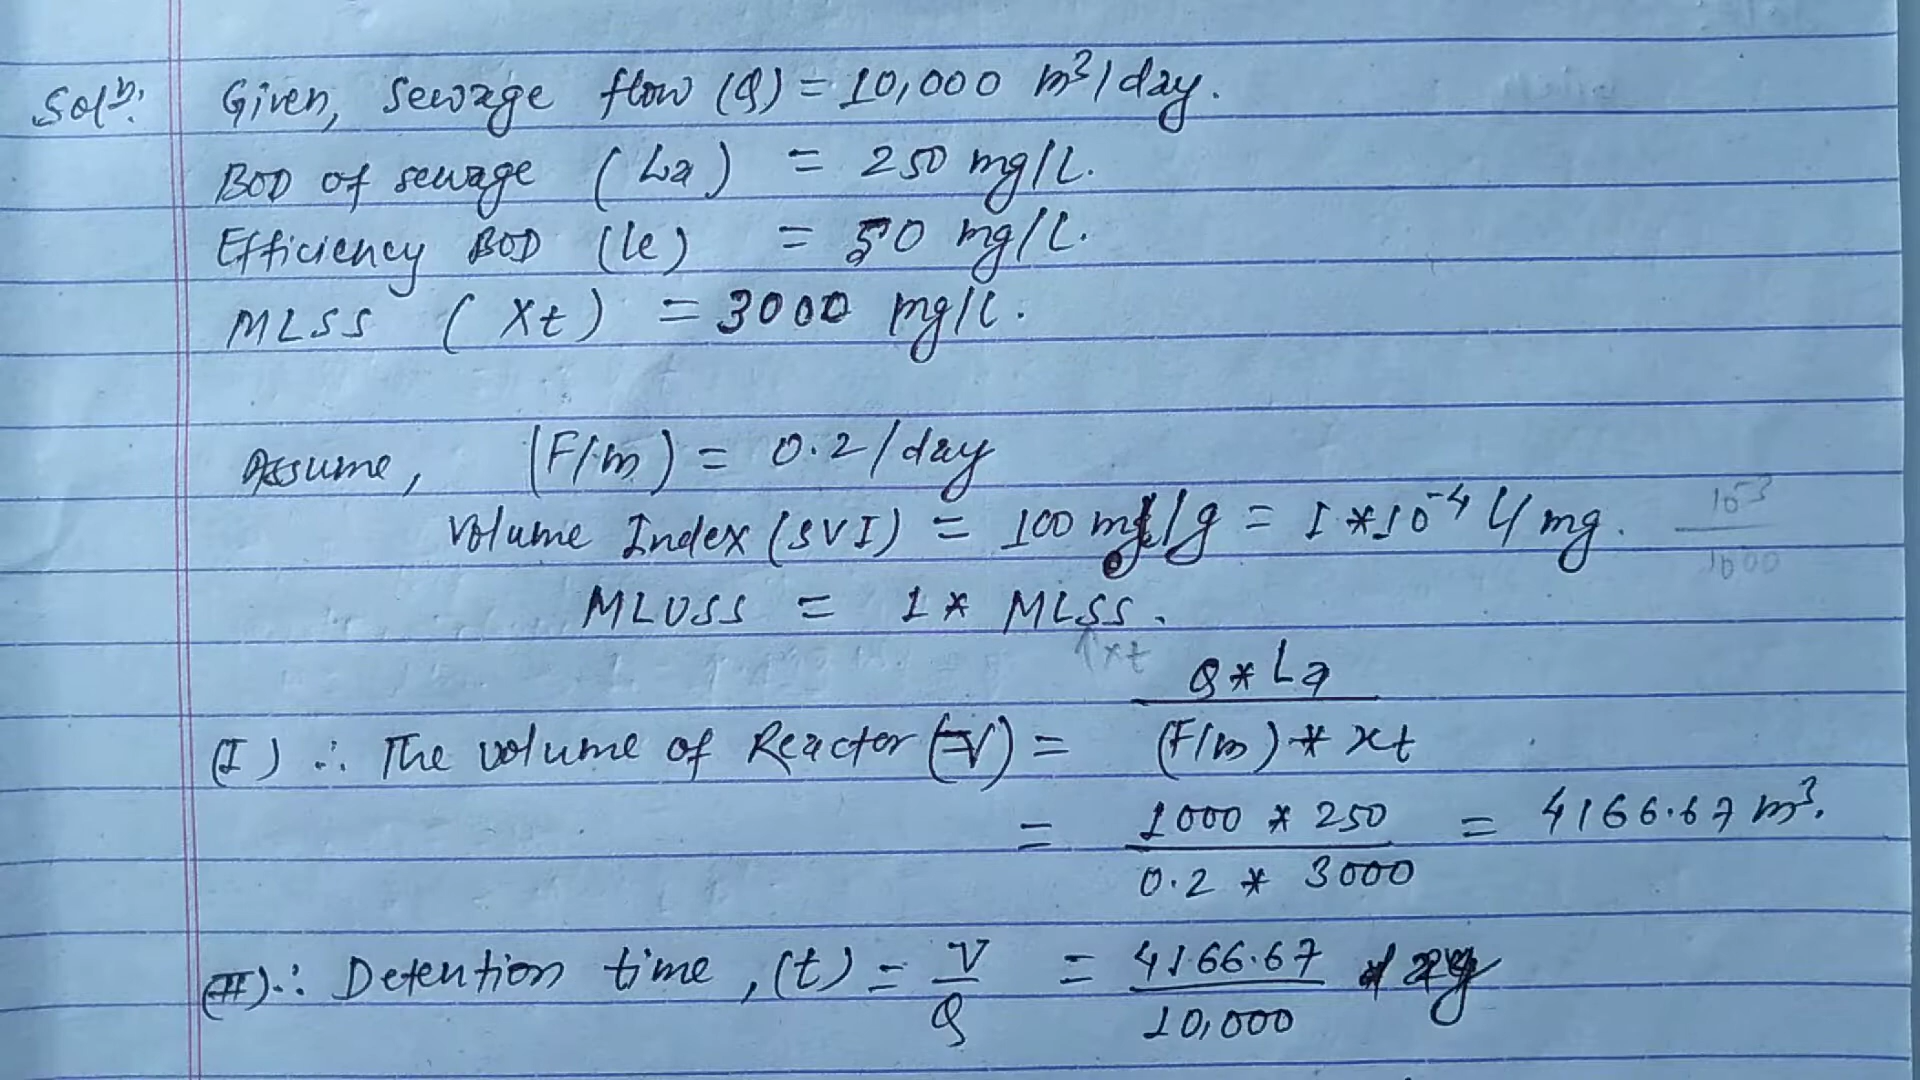 Solⁿ: Given, Sewage flow (Q) = 10,000 m³/day.
BOD of sewage (La) = 250 mg/L.
Efficiency BOD (le) = 50 mg/L.
MLSS (Xt) = 3000 mg/L.
Assume, (F/m) = 0.2/day
Volume Index (SVI) = 100 ml/g = 1*10⁻⁴ L/mg. 10⁻³
1000
MLUSS = 1* MLSS.
↑xt
Q*La
(I) ∴ The volume of Reactor (V) = (F/m) * xt
= 1000 * 250 = 4166.67 m³.
0.2 * 3000
(II) ∴ Detention time, (t) = V = 4166.67 day
Q 10,000